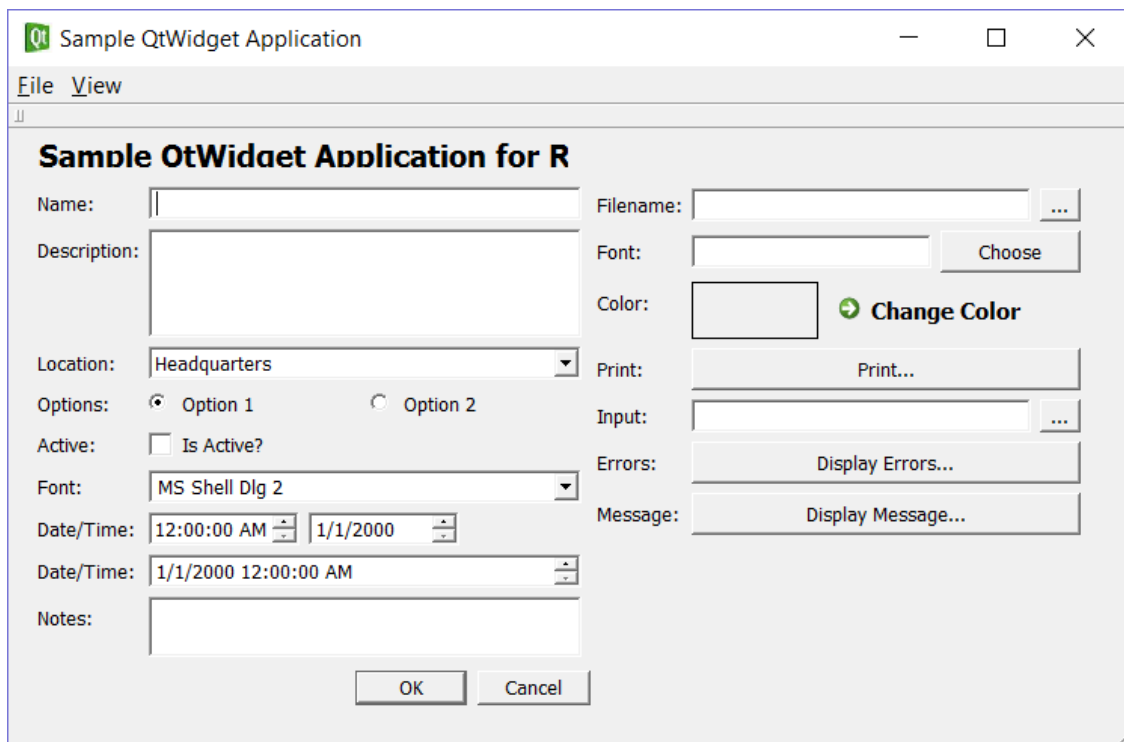 Qt Sample QtWidget Application
File View
Sample QtWidget Application for R
Name:
Description:
Location: Headquarters
Options: Option 1 Option 2
Active: Is Active?
Font: MS Shell Dlg 2
Date/Time: 12:00:00 AM 1/1/2000
Date/Time: 1/1/2000 12:00:00 AM
Notes:
OK Cancel
Filename: ...
Font: Choose
Color: Change Color
Print: Print...
Input: ...
Errors: Display Errors...
Message: Display Message...